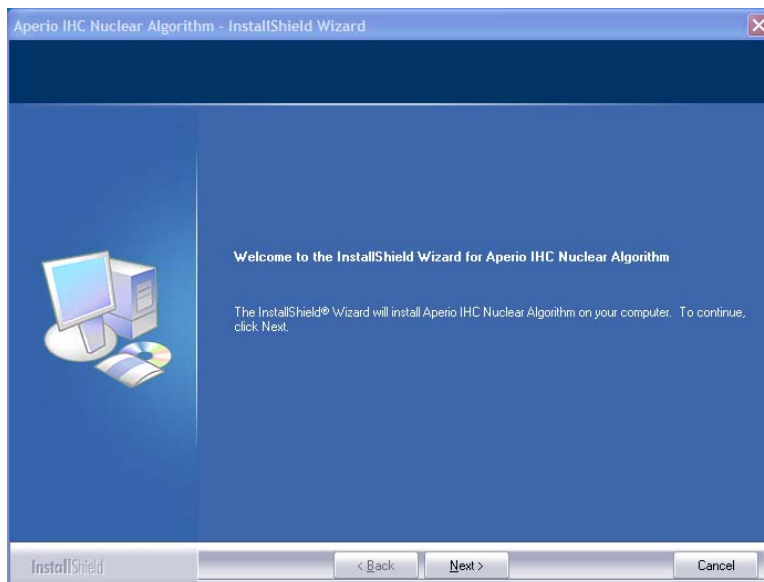 Aperio IHC Nuclear Algorithm - InstallShield Wizard
Welcome to the InstallShield Wizard for Aperio IHC Nuclear Algorithm
The InstallShield® Wizard will install Aperio IHC Nuclear Algorithm on your computer. To continue,
click Next.
InstallShield
< Back
Next >
Cancel